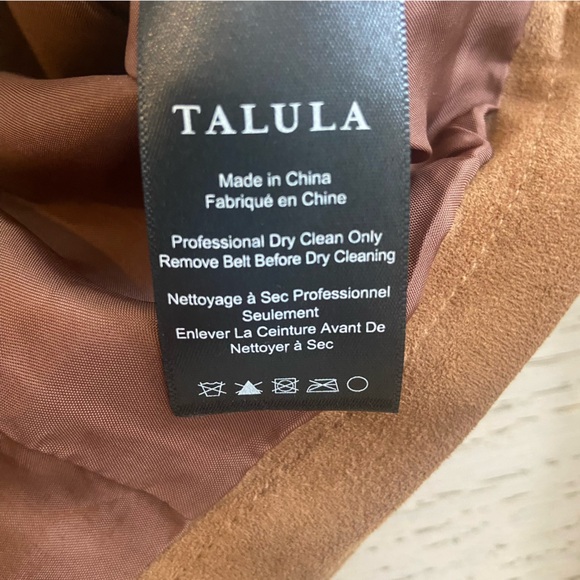 TALULA
Made in China
Fabriqué en Chine
Professional Dry Clean Only
Remove Belt Before Dry Cleaning
Nettoyage à Sec Professionnel
Seulement
Enlever La Ceinture Avant De
Nettoyer à Sec